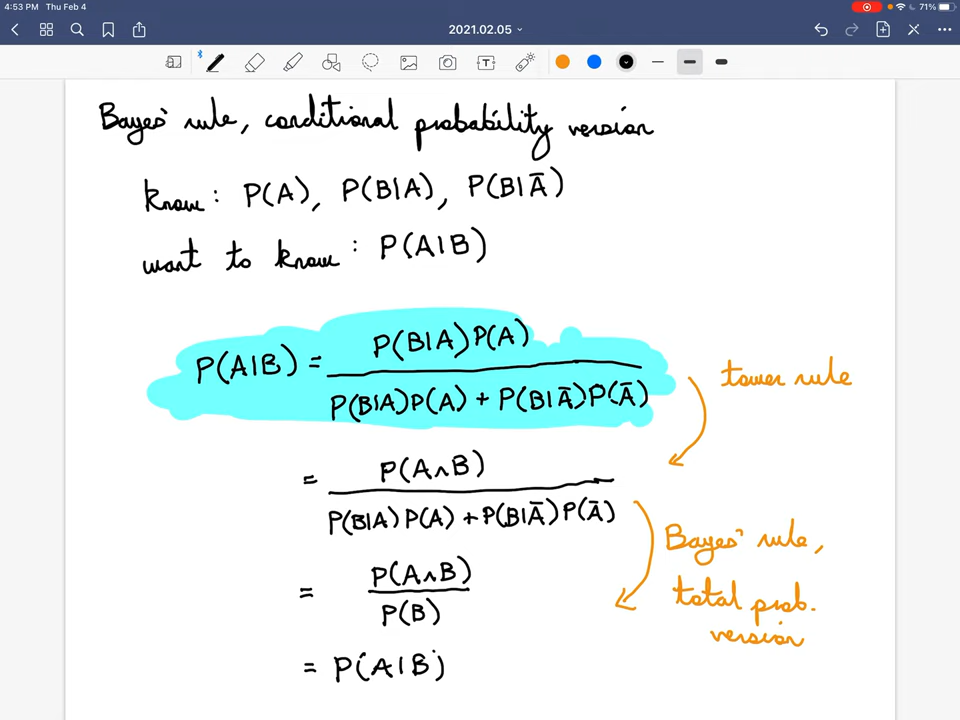 4:53 PM Thu Feb 4
71%
2021.02.05
Bayes' rule, conditional probability version
know: P(A), P(B|A), P(B|Ā)
want to know: P(A|B)
P(A|B) = P(B|A)P(A) / P(B|A)P(A) + P(B|Ā)P(Ā)
tower rule
= P(A∧B) / P(B|A)P(A) + P(B|Ā)P(Ā)
Bayes' rule,
total prob.
version
= P(A∧B) / P(B)
= P(A|B)